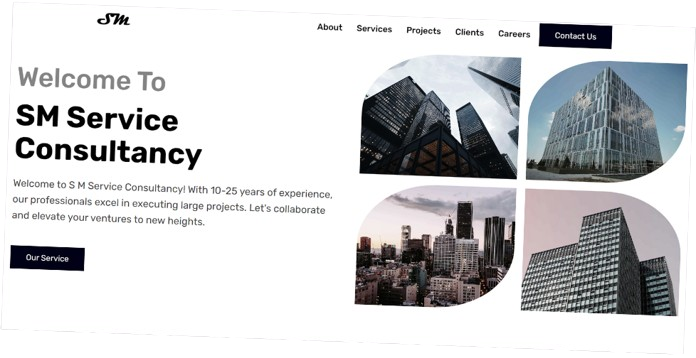 SM
About Services Projects Clients Careers Contact Us
Welcome To
SM Service
Consultancy
Welcome to S M Service Consultancy! With 10-25 years of experience,
our professionals excel in executing large projects. Let's collaborate
and elevate your ventures to new heights.
Our Service